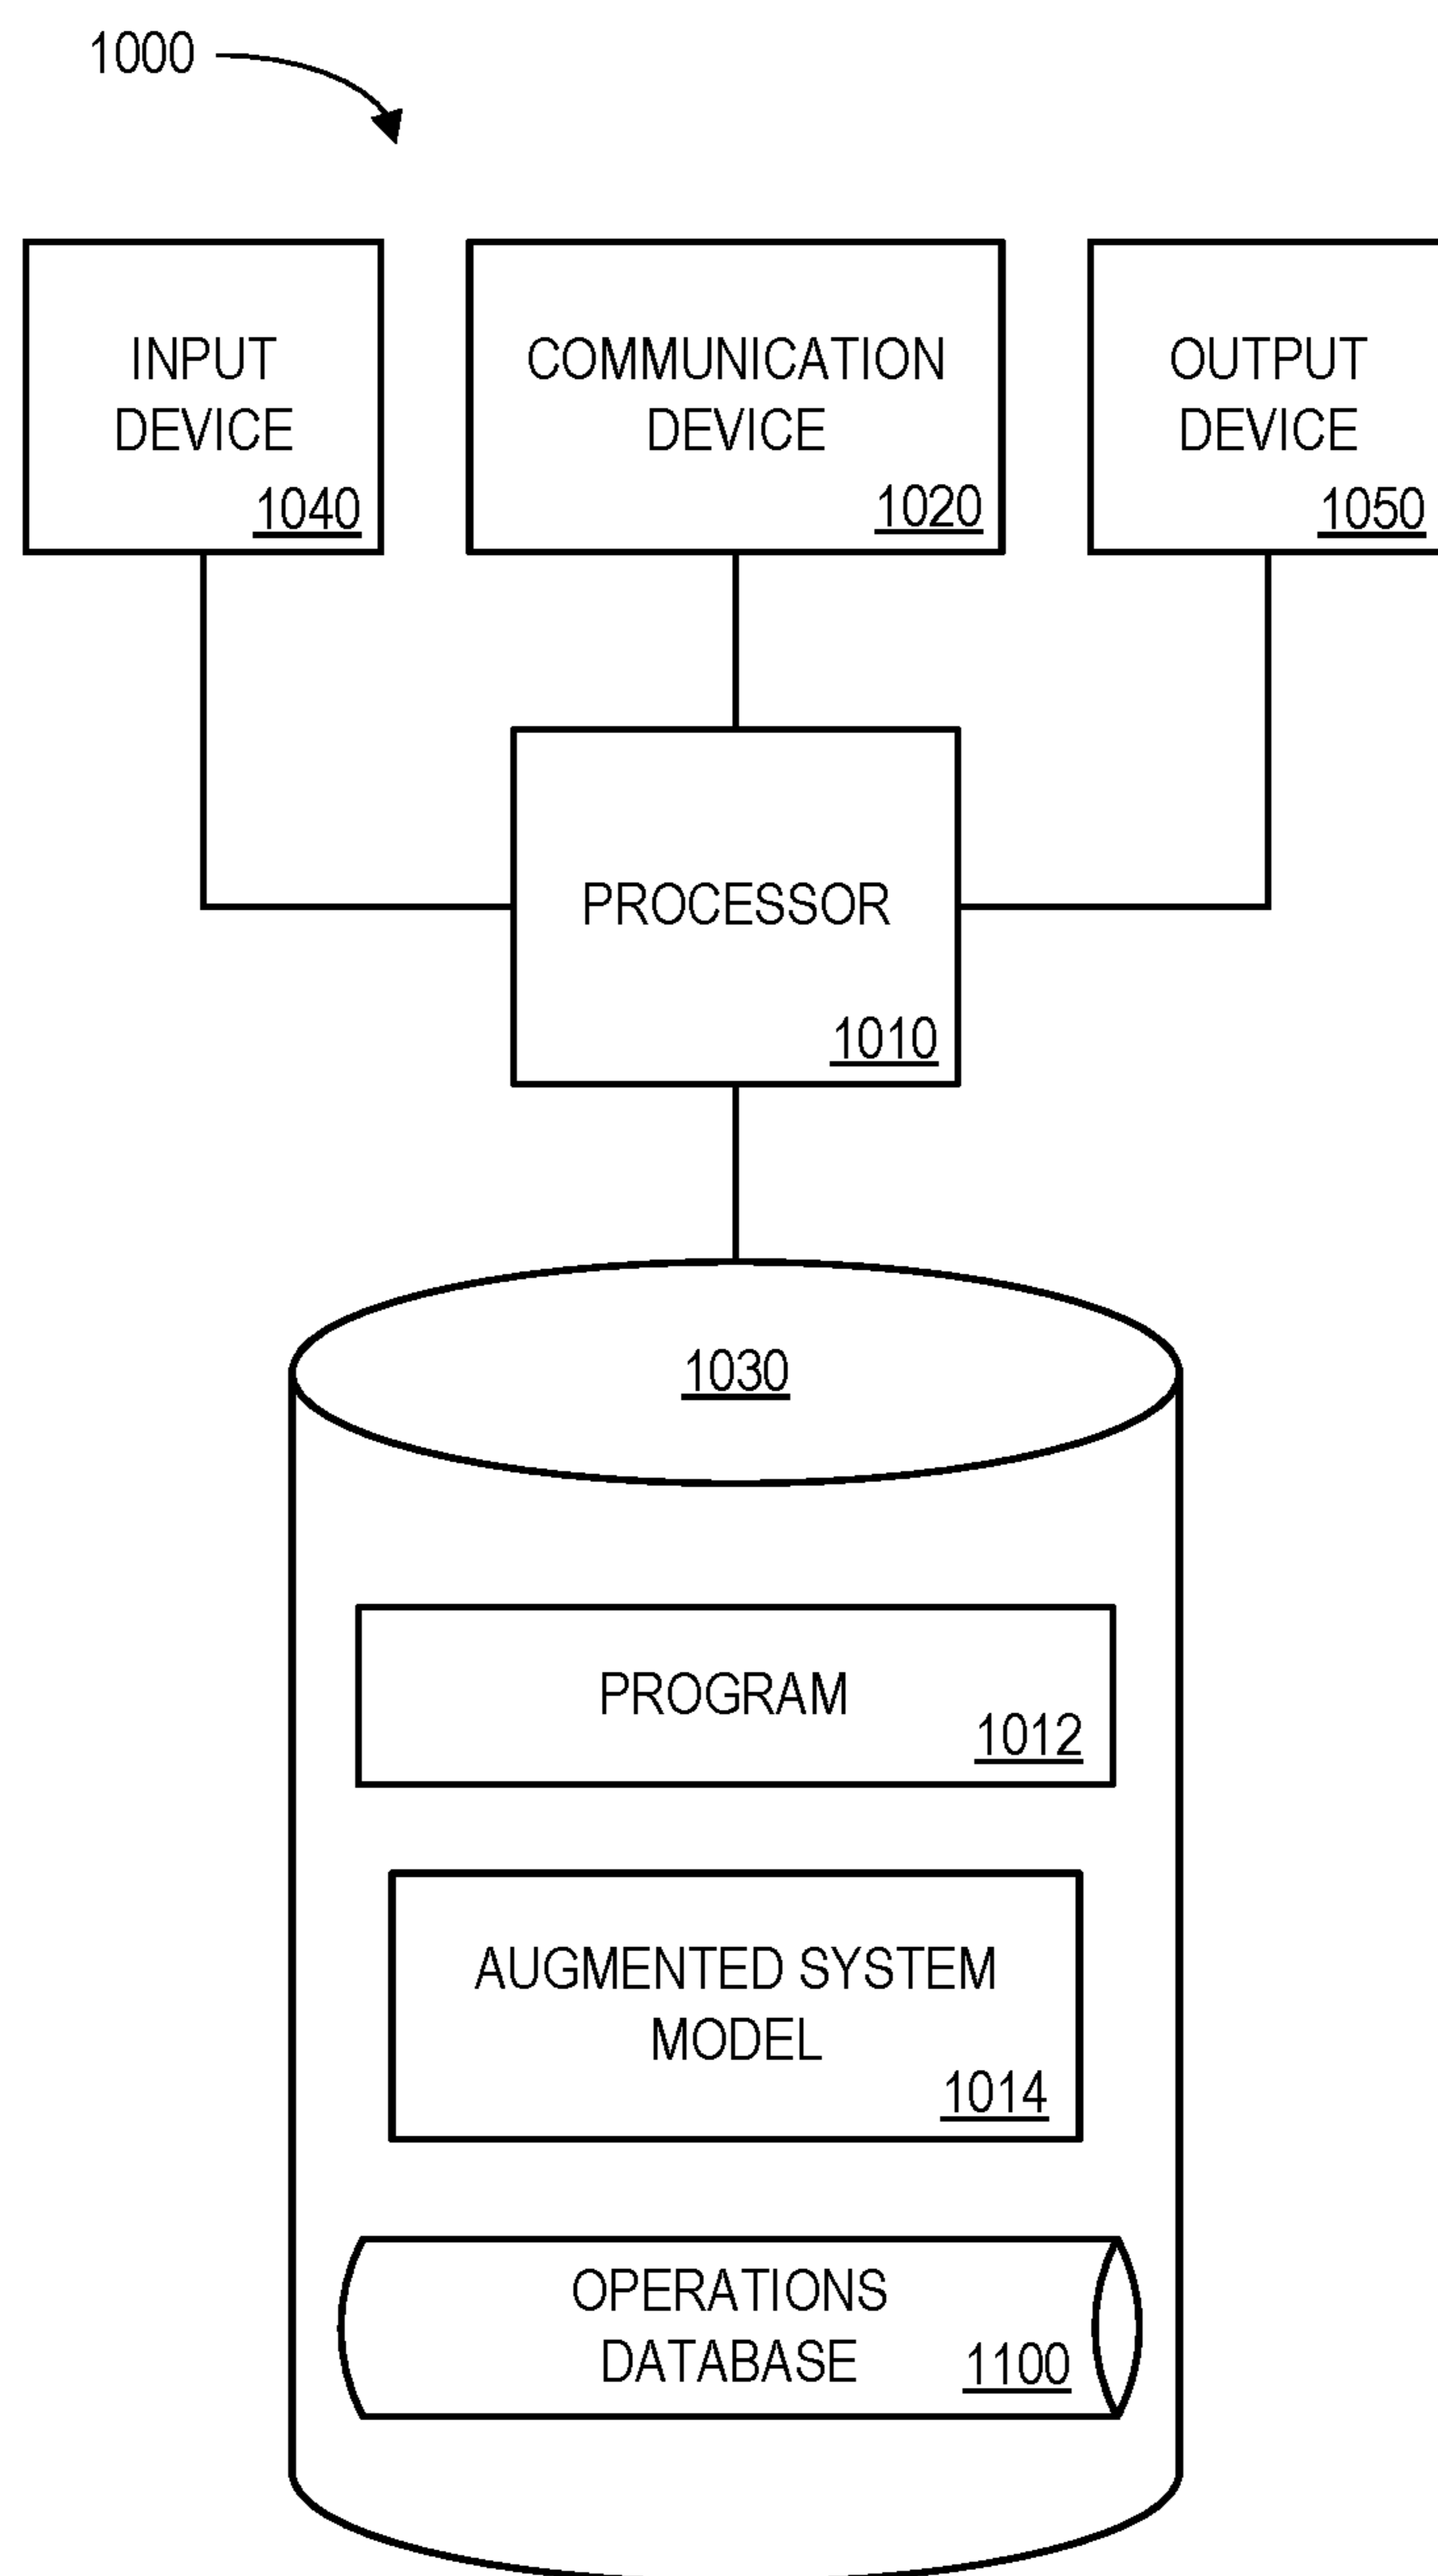 1000
INPUT
DEVICE
1040
COMMUNICATION
DEVICE
1020
OUTPUT
DEVICE
1050
PROCESSOR
1010
1030
PROGRAM
1012
AUGMENTED SYSTEM
MODEL
1014
OPERATIONS
DATABASE
1100